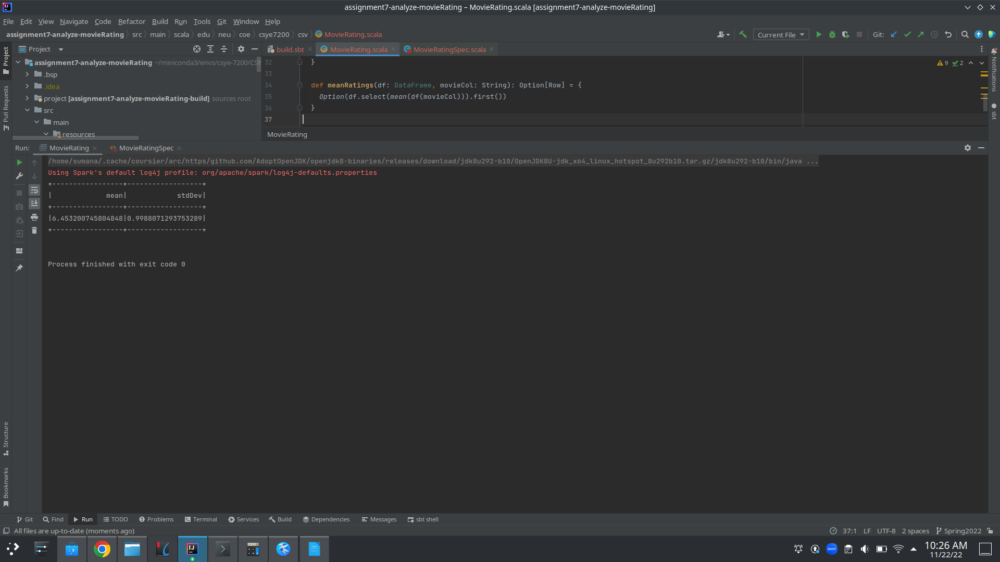 assignment7-analyze-movieRating – MovieRating.scala [assignment7-analyze-movieRating]
File Edit View Navigate Code Refactor Build Run Tools Git Window Help
assignment7-analyze-movieRating src main scala edu neu coe csye7200 csv MovieRating.scala
Current File
Git:
Project
build.sbt
MovieRating.scala
MovieRatingSpec.scala
assignment7-analyze-movieRating ~/miniconda3/envs/csye-7200/CSY
.bsp
.idea
project [assignment7-analyze-movieRating-build] sources root
src
main
resources
32 }
33
34 def meanRatings(df: DataFrame, movieCol: String): Option[Row] = {
35 Option(df.select(mean(df(movieCol))).first())
36 }
37
9 2
MovieRating
Project
Pull Requests
Structure
Bookmarks
Notifications
sbt
Run: MovieRating MovieRatingSpec
/home/sumana/.cache/coursier/arc/https/github.com/AdoptOpenJDK/openjdk8-binaries/releases/download/jdk8u292-b10/OpenJDK8U-jdk_x64_linux_hotspot_8u292b10.tar.gz/jdk8u292-b10/bin/java ...
Using Spark's default log4j profile: org/apache/spark/log4j-defaults.properties
+-----------------+------------------+
|             mean|            stdDev|
+-----------------+------------------+
|6.453200745804848|0.9988071293753289|
+-----------------+------------------+
Process finished with exit code 0
Git Find Run TODO Problems Terminal Services Build Dependencies Messages sbt shell
All files are up-to-date (moments ago)
37:1 LF UTF-8 2 spaces Spring2022
IJ
zoom
10:26 AM
11/22/22